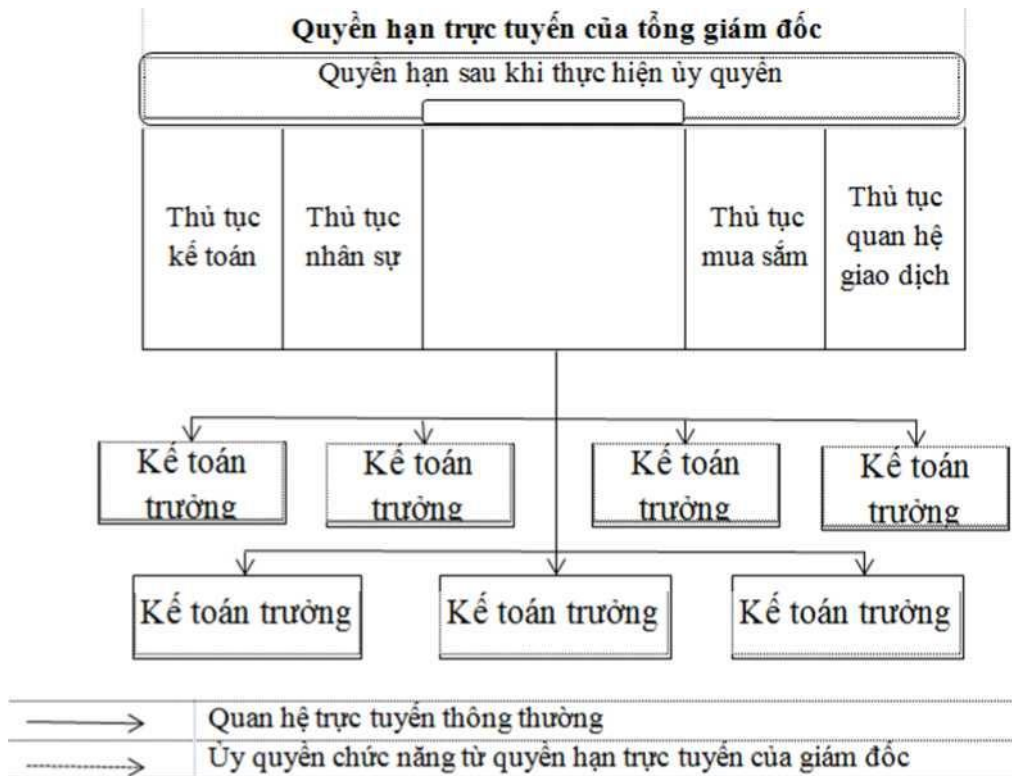 Quyền hạn trực tuyến của tổng giám đốc
Quyền hạn sau khi thực hiện ủy quyền
Thủ tục
kế toán
Thủ tục
nhân sự
Thủ tục
mua sắm
Thủ tục
quan hệ
giao dịch
Kế toán
trưởng
Kế toán
trưởng
Kế toán
trưởng
Kế toán
trưởng
Kế toán trưởng
Kế toán trưởng
Kế toán trưởng
Quan hệ trực tuyến thông thường
Ủy quyền chức năng từ quyền hạn trực tuyến của giám đốc